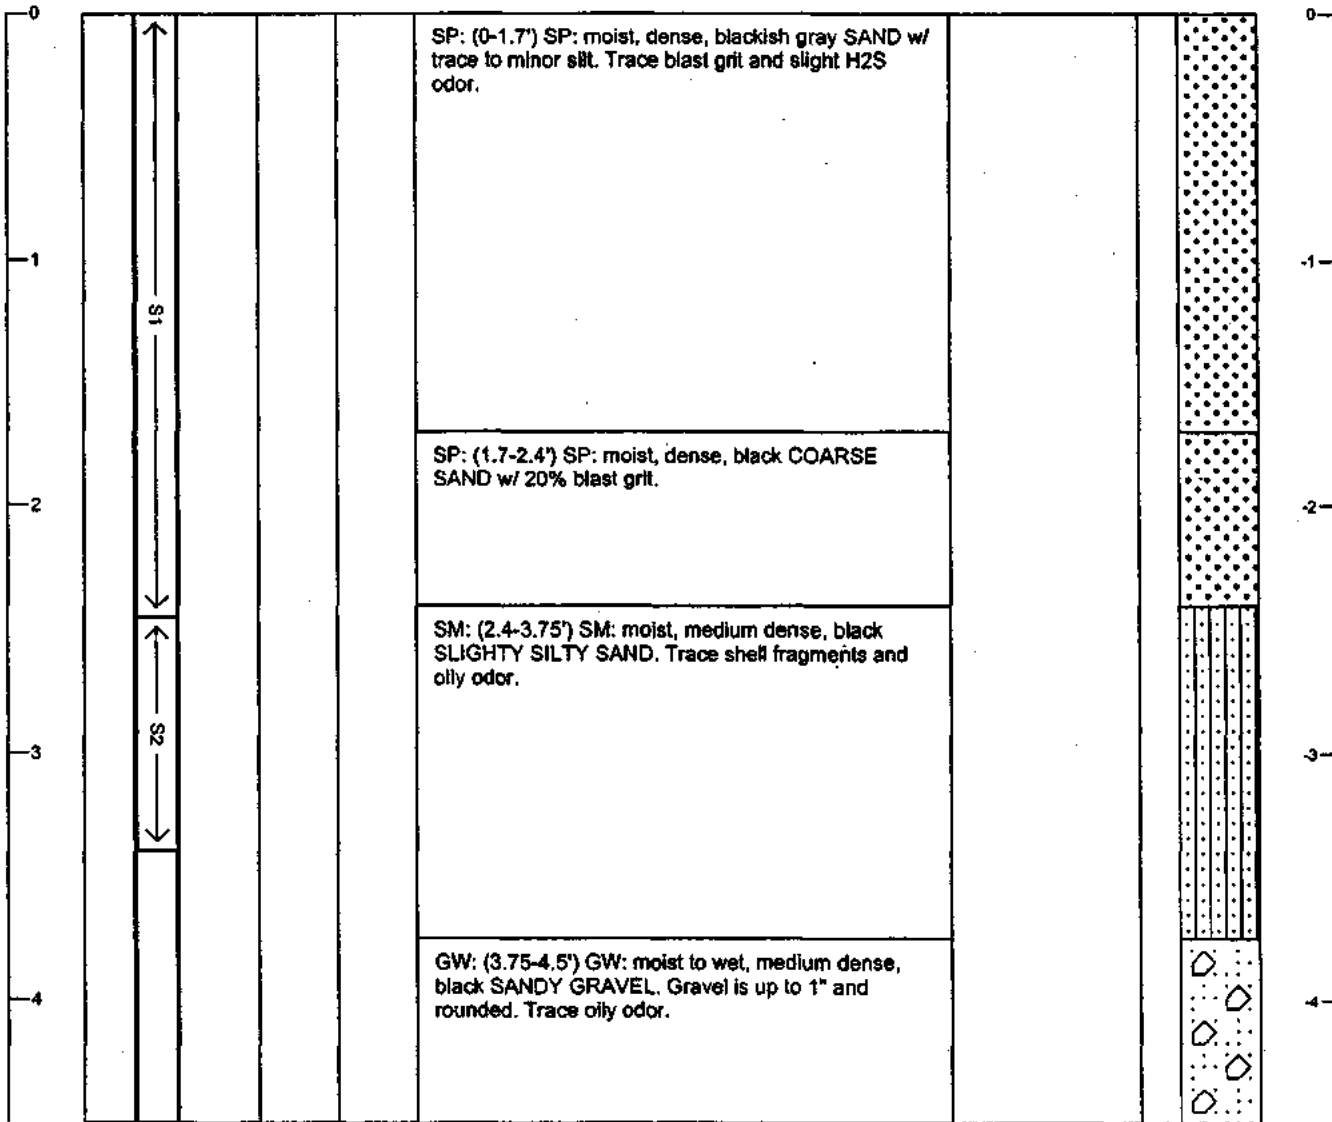 0
0
SP: (0-1.7') SP: moist, dense, blackish gray SAND w/
trace to minor silt. Trace blast grit and slight H2S
odor.
1
-1
S1
SP: (1.7-2.4') SP: moist, dense, black COARSE
SAND w/ 20% blast grit.
2
-2
SM: (2.4-3.75') SM: moist, medium dense, black
SLIGHTY SILTY SAND. Trace shell fragments and
oily odor.
S2
3
-3
GW: (3.75-4.5') GW: moist to wet, medium dense,
black SANDY GRAVEL. Gravel is up to 1" and
rounded. Trace oily odor.
4
-4